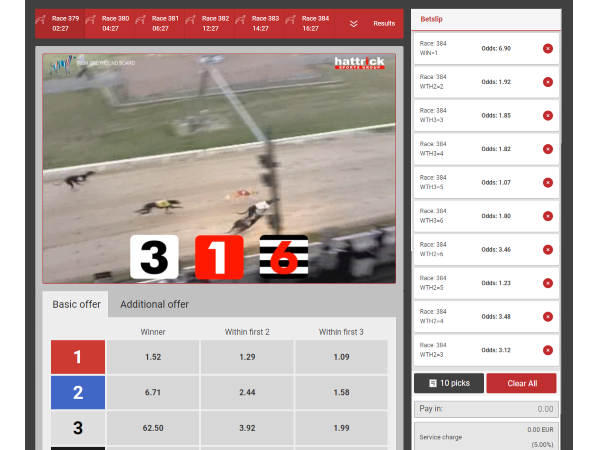 Race 379
02:27
Race 380
04:27
Race 381
06:27
Race 382
12:27
Race 383
14:27
Race 384
16:27
Results
Betslip
IRISH GREYHOUND BOARD
hattrick
SPORTS GROUP
3 1 6
Basic offer
Additional offer
Winner Within first 2 Within first 3
1 1.52 1.29 1.09
2 6.71 2.44 1.58
3 62.50 3.92 1.99
Race: 384
WIN=1
Odds: 6.90
Race: 384
WTH2=2
Odds: 1.92
Race: 384
WTH3=3
Odds: 1.85
Race: 384
WTH3=4
Odds: 1.82
Race: 384
WTH3=5
Odds: 1.07
Race: 384
WTH3=6
Odds: 1.80
Race: 384
WTH2=6
Odds: 3.46
Race: 384
WTH2=5
Odds: 1.23
Race: 384
WTH2=4
Odds: 3.48
Race: 384
WTH2=3
Odds: 3.12
10 picks
Clear All
Pay in: 0.00
Service charge
0.00 EUR
(5.00%)